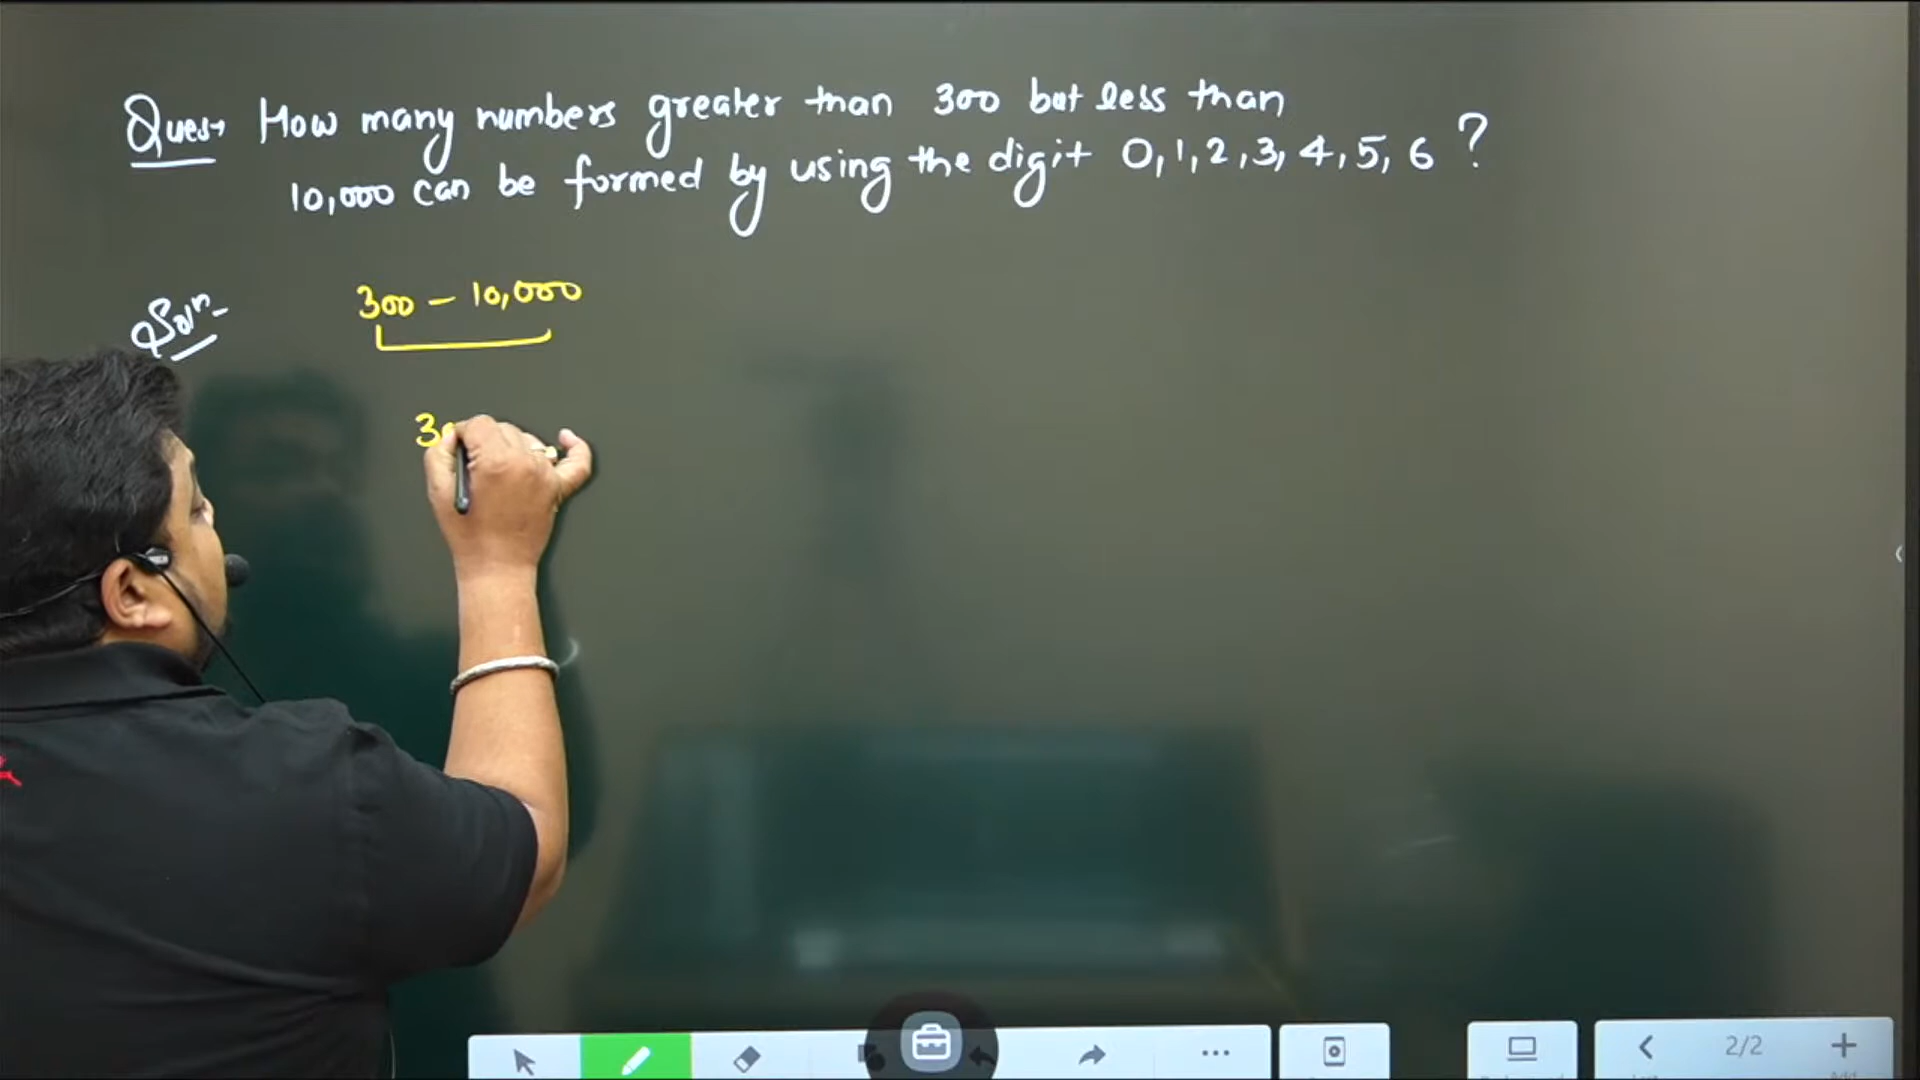 Ques→ How many numbers greater than 300 but less than
10,000 can be formed by using the digit 0, 1, 2, 3, 4, 5, 6 ?
Solⁿ-
300 - 10,000
30
2/2